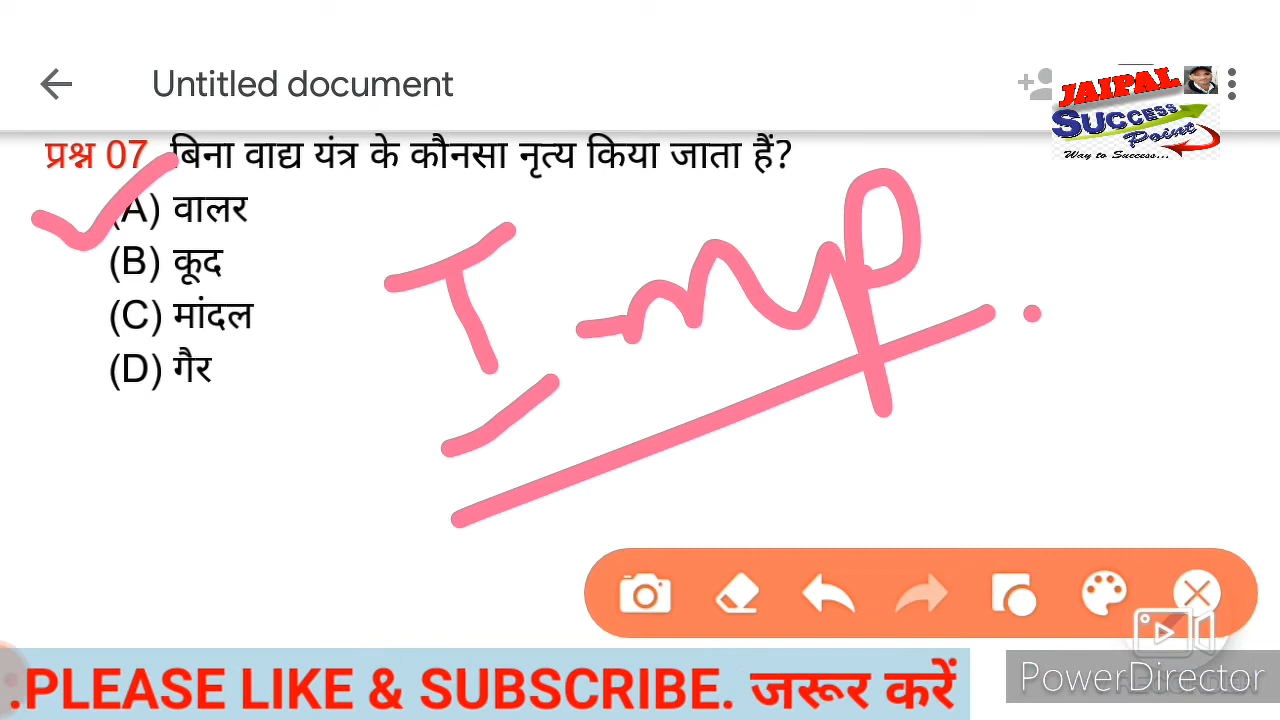 Untitled document
JAIPAL
SUCCESS
Point
Way to Success...
प्रश्न 07 बिना वाद्य यंत्र के कौनसा नृत्य किया जाता हैं?
(A) वालर
(B) कूद
(C) मांदल
(D) गैर
Imp.
.PLEASE LIKE & SUBSCRIBE. जरूर करें
PowerDirector